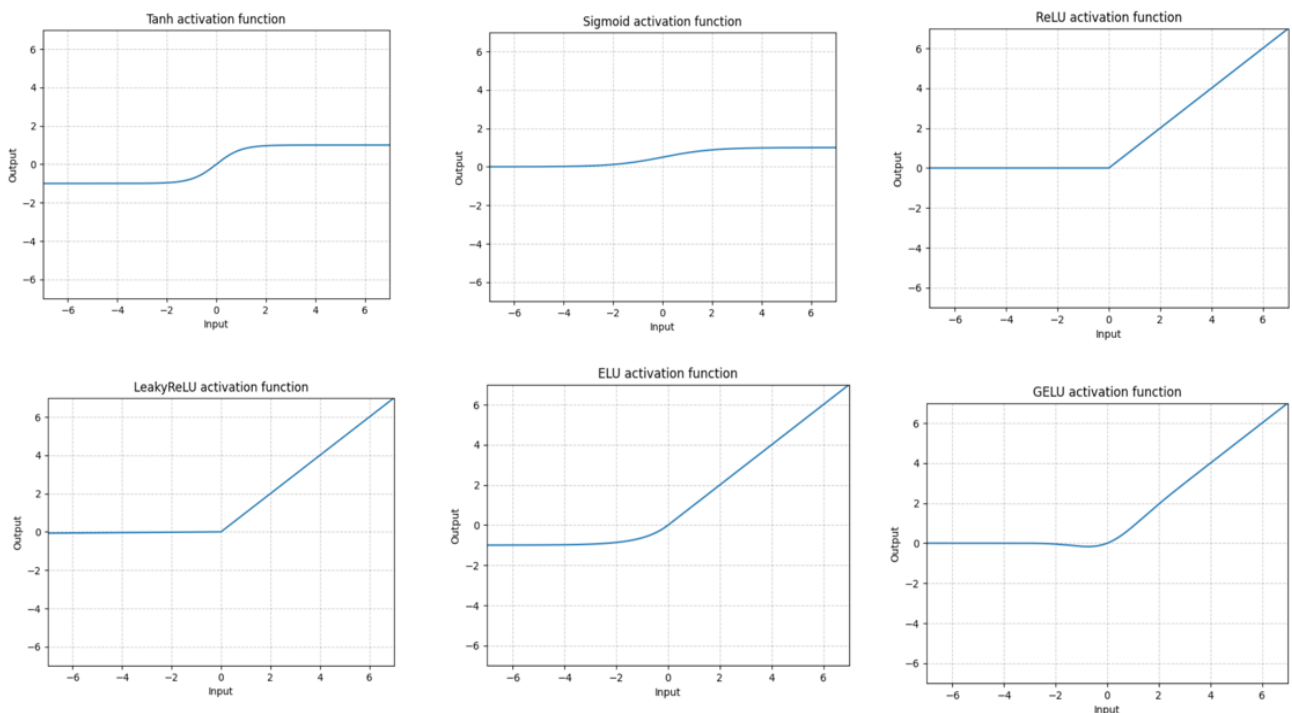 Tanh activation function
6
4
2
0
−2
−4
−6
Output
−6 −4 −2 0 2 4 6
Input
Sigmoid activation function
6
4
2
0
−2
−4
−6
Output
−6 −4 −2 0 2 4 6
Input
ReLU activation function
6
4
2
0
−2
−4
−6
Output
−6 −4 −2 0 2 4 6
Input
LeakyReLU activation function
6
4
2
0
−2
−4
−6
Output
−6 −4 −2 0 2 4 6
Input
ELU activation function
6
4
2
0
−2
−4
−6
Output
−6 −4 −2 0 2 4 6
Input
GELU activation function
6
4
2
0
−2
−4
−6
Output
−6 −4 −2 0 2 4 6
Input